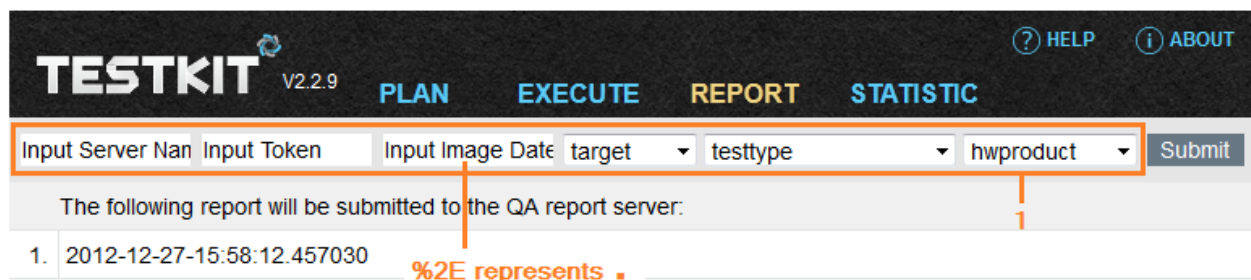 ? HELP i ABOUT
TESTKIT V2.2.9 PLAN EXECUTE REPORT STATISTIC
Input Server Nan Input Token Input Image Date target testtype hwproduct Submit
The following report will be submitted to the QA report server:
1
1. 2012-12-27-15:58:12.457030
%2E represents .